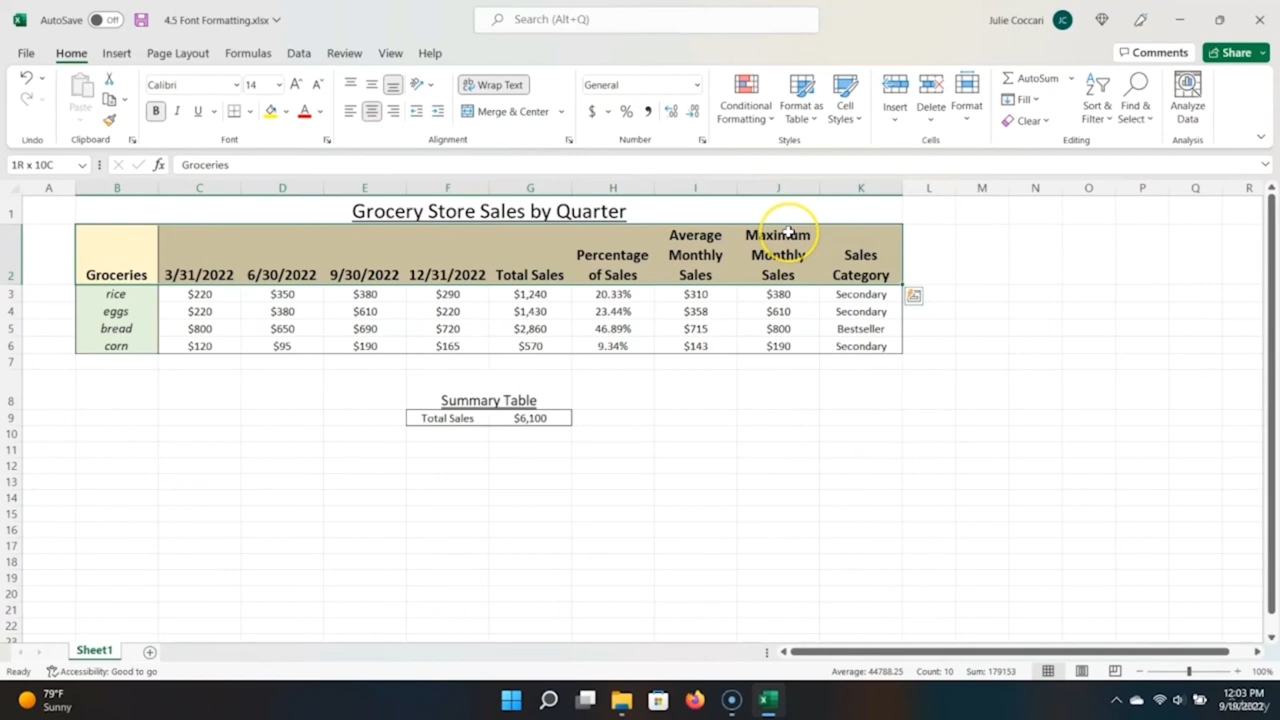 AutoSave Off 4.5 Font Formatting.xlsx Search (Alt+Q) Julie Coccari JC
File Home Insert Page Layout Formulas Data Review View Help Comments Share
Paste Calibri 14 A A Wrap Text General Conditional Formatting Format as Table Cell Styles Insert Delete Format AutoSum Fill Clear Sort & Filter Find & Select Analyze Data
B I U A Merge & Center $ %
Undo Clipboard Font Alignment Number Styles Cells Editing Analysis
1R x 10C fx Groceries
A B C D E F G H I J K L M N O P Q R
1 Grocery Store Sales by Quarter
2 Groceries 3/31/2022 6/30/2022 9/30/2022 12/31/2022 Total Sales Percentage of Sales Average Monthly Sales Maximum Monthly Sales Sales Category
3 rice $220 $350 $380 $290 $1,240 20.33% $310 $380 Secondary
4 eggs $220 $380 $610 $220 $1,430 23.44% $358 $610 Secondary
5 bread $800 $650 $690 $720 $2,860 46.89% $715 $800 Bestseller
6 corn $120 $95 $190 $165 $570 9.34% $143 $190 Secondary
7
8 Summary Table
9 Total Sales $6,100
10
11
12
13
14
15
16
17
18
19
20
21
22
23
Sheet1
Ready Accessibility: Good to go Average: 44788.25 Count: 10 Sum: 179153 100%
79°F
Sunny
12:03 PM
9/19/2022